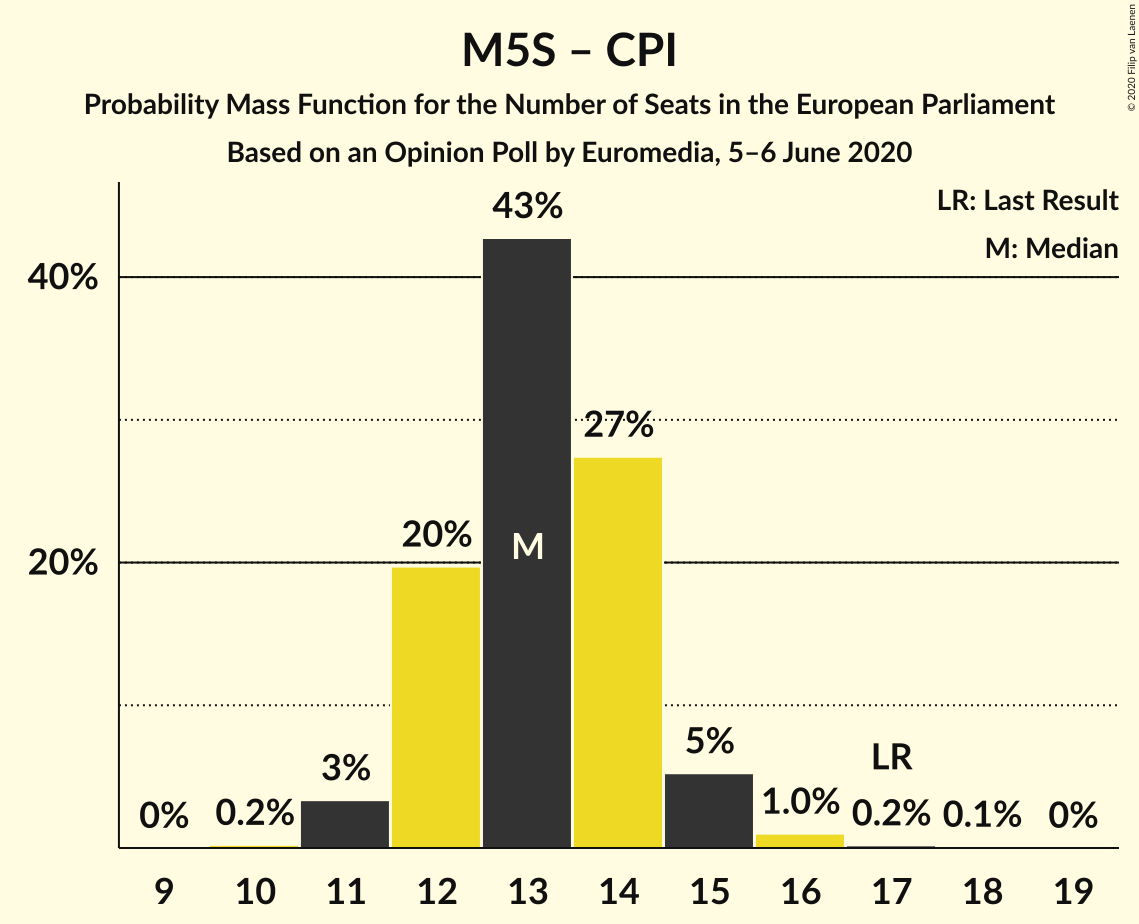 M5S – CPI
Probability Mass Function for the Number of Seats in the European Parliament
Based on an Opinion Poll by Euromedia, 5–6 June 2020
© 2020 Filip van Laenen
LR: Last Result
M: Median
40%
20%
0%
0.2%
3%
20%
43%
M
27%
5%
1.0%
LR
0.2%
0.1%
0%
9 10 11 12 13 14 15 16 17 18 19